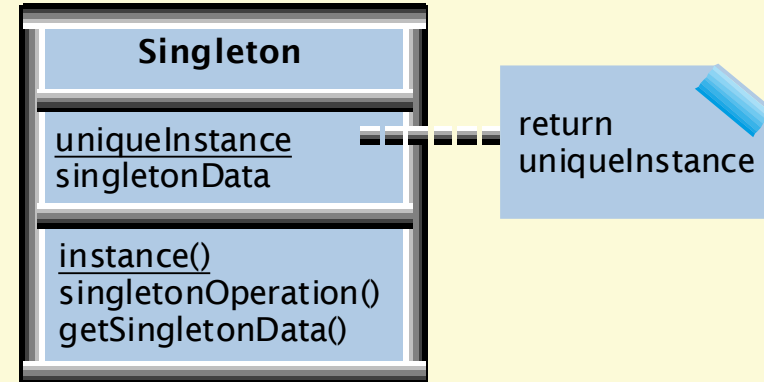 Singleton
uniqueInstance
singletonData
instance()
singletonOperation()
getSingletonData()
return
uniqueInstance